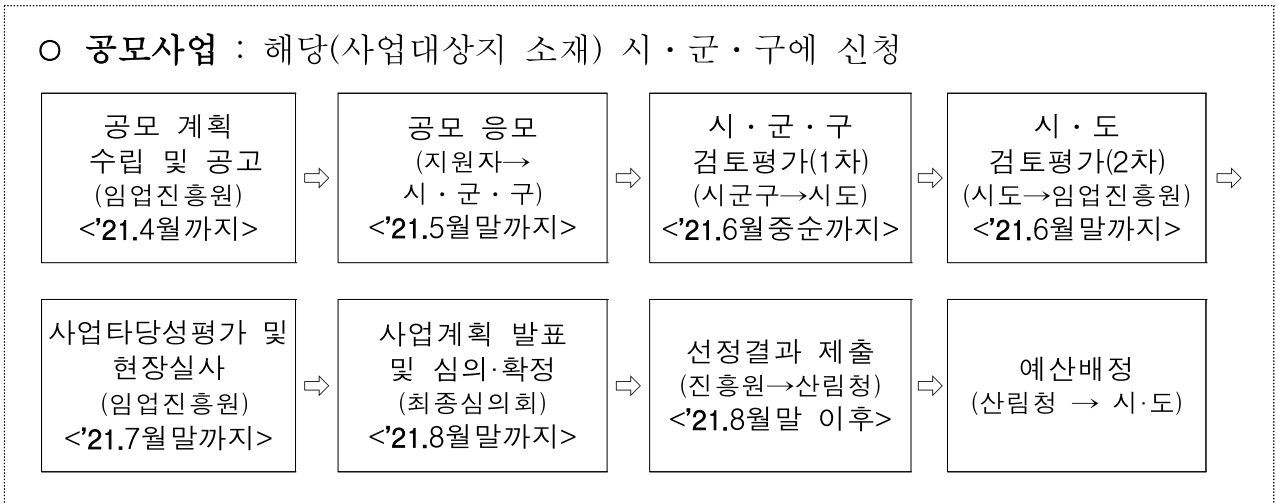 ○ 공모사업 : 해당(사업대상지 소재) 시・군・구에 신청
공모 계획
수립 및 공고
(임업진흥원)
<'21.4월까지>
⇨
공모 응모
(지원자→
시・군・구)
<'21.5월말까지>
⇨
시・군・구
검토평가(1차)
(시군구→시도)
<'21.6월중순까지>
⇨
시・도
검토평가(2차)
(시도→임업진흥원)
<'21.6월말까지>
⇨
사업타당성평가 및
현장실사
(임업진흥원)
<'21.7월말까지>
⇨
사업계획 발표
및 심의·확정
(최종심의회)
<'21.8월말까지>
⇨
선정결과 제출
(진흥원→산림청)
<'21.8월말 이후>
⇨
예산배정
(산림청 → 시·도)